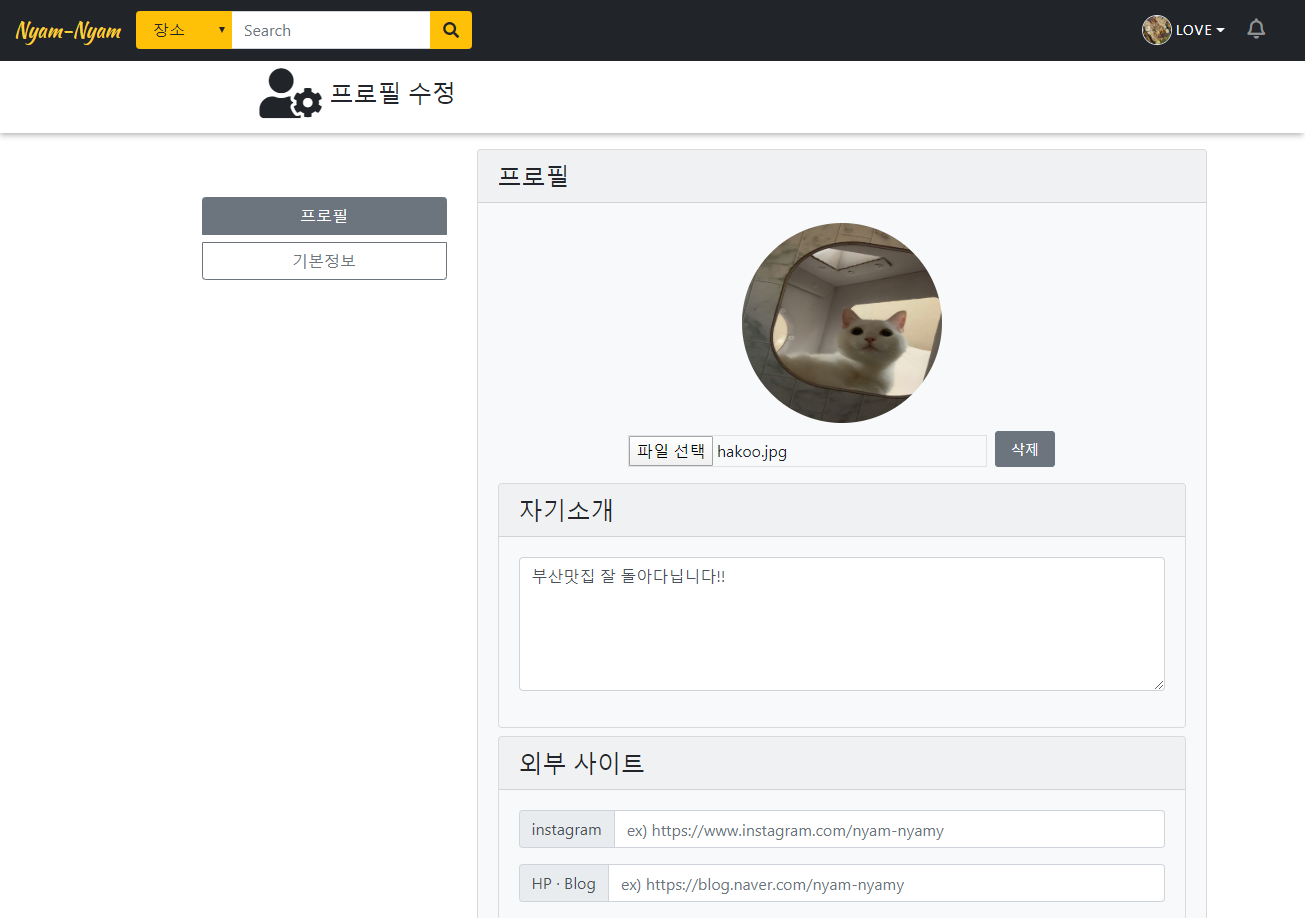 Nyam-Nyam 장소 Search LOVE
프로필 수정
프로필
프로필
기본정보
파일 선택 hakoo.jpg 삭제
자기소개
부산맛집 잘 돌아다닙니다!!
외부 사이트
instagram ex) https://www.instagram.com/nyam-nyamy
HP · Blog ex) https://blog.naver.com/nyam-nyamy